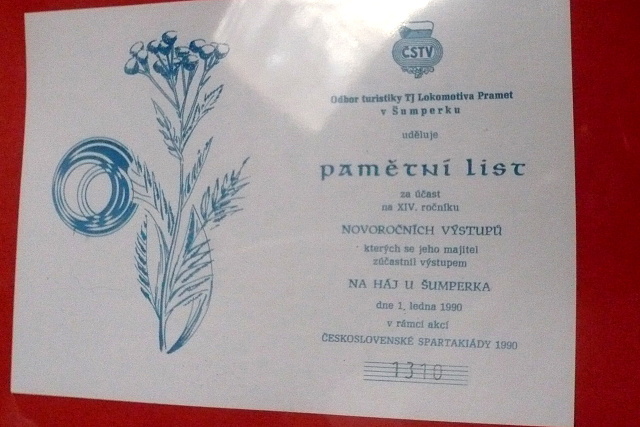 ČSTV
Odbor turistiky TJ Lokomotiva Pramet
v Šumperku
uděluje
pamětní list
za účast
na XIV. ročníku
NOVOROČNÍCH VÝSTUPŮ
kterých se jeho majitel
zúčastnil výstupem
NA HÁJ U ŠUMPERKA
dne 1. ledna 1990
v rámci akcí
ČESKOSLOVENSKÉ SPARTAKIÁDY 1990
1310